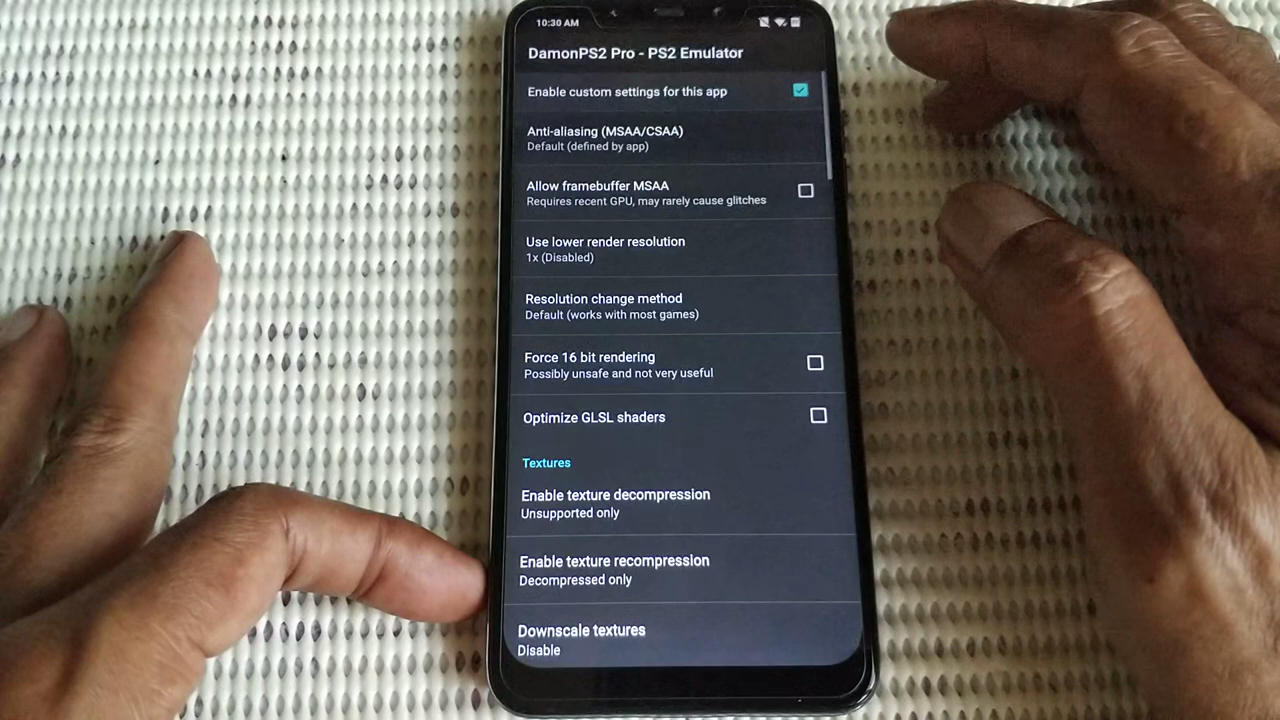 10:30 AM
DamonPS2 Pro - PS2 Emulator
Enable custom settings for this app
Anti-aliasing (MSAA/CSAA)
Default (defined by app)
Allow framebuffer MSAA
Requires recent GPU, may rarely cause glitches
Use lower render resolution
1x (Disabled)
Resolution change method
Default (works with most games)
Force 16 bit rendering
Possibly unsafe and not very useful
Optimize GLSL shaders
Textures
Enable texture decompression
Unsupported only
Enable texture recompression
Decompressed only
Downscale textures
Disable